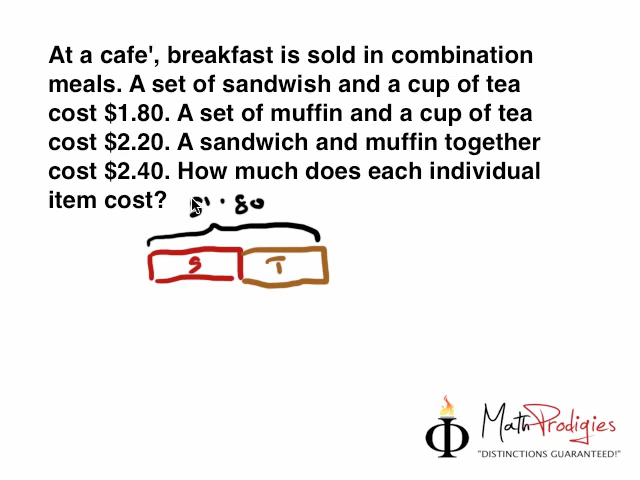 At a cafe', breakfast is sold in combination
meals. A set of sandwish and a cup of tea
cost $1.80. A set of muffin and a cup of tea
cost $2.20. A sandwich and muffin together
cost $2.40. How much does each individual
item cost?
$1.80
S T
Math Prodigies
"DISTINCTIONS GUARANTEED!"